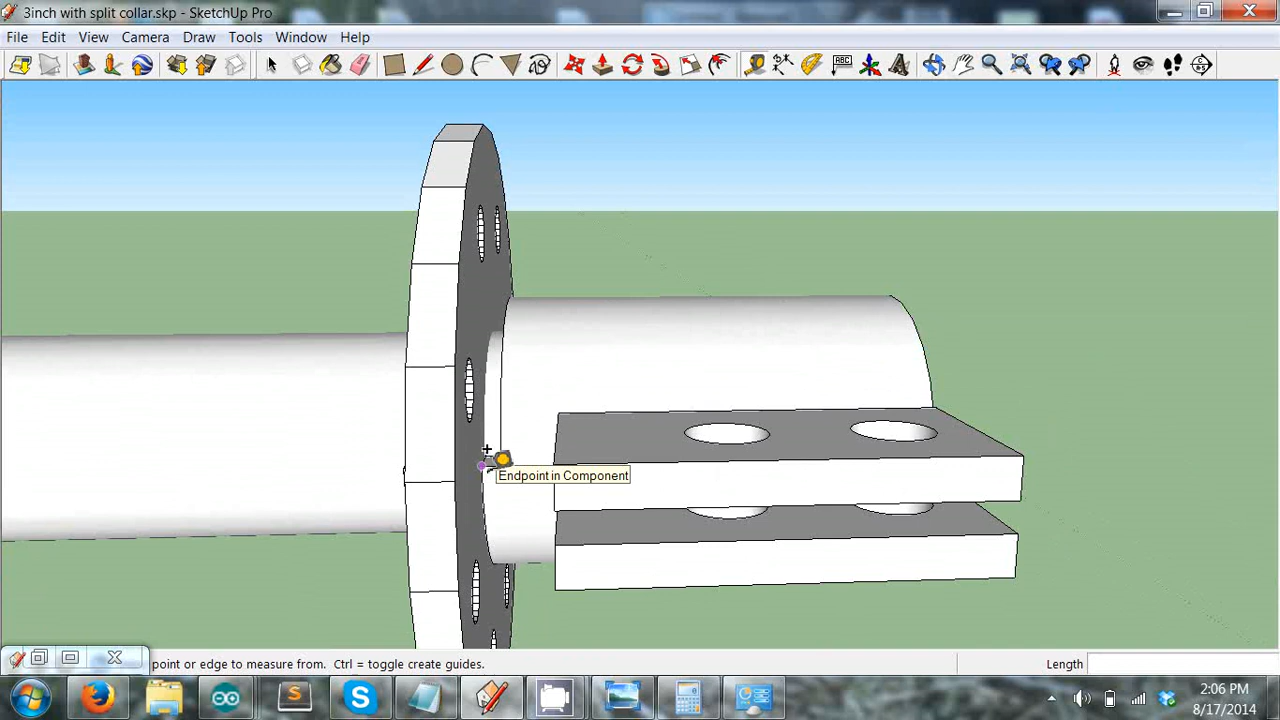 3inch with split collar.skp - SketchUp Pro
File Edit View Camera Draw Tools Window Help
ABC
Endpoint in Component
point or edge to measure from. Ctrl = toggle create guides.
Length
2:06 PM
8/17/2014